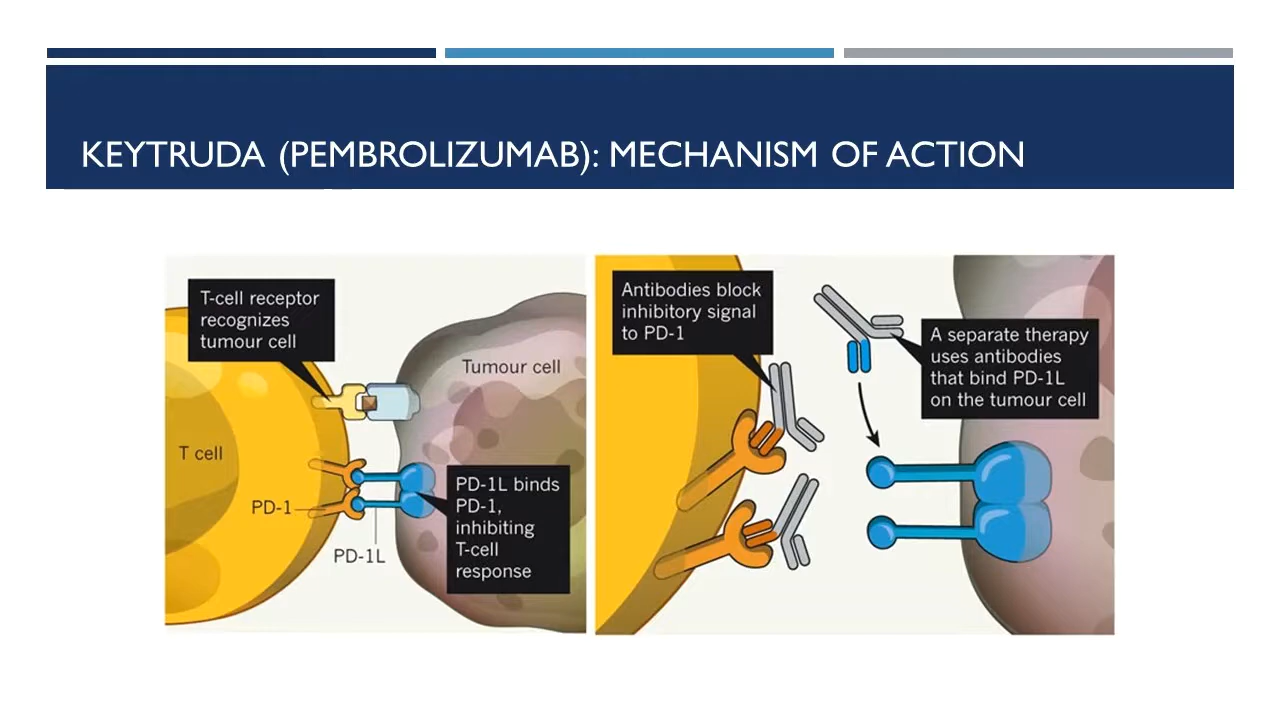 KEYTRUDA (PEMBROLIZUMAB): MECHANISM OF ACTION
T-cell receptor
recognizes
tumour cell
Tumour cell
T cell
PD-1
PD-1L
PD-1L binds
PD-1,
inhibiting
T-cell
response
Antibodies block
inhibitory signal
to PD-1
A separate therapy
uses antibodies
that bind PD-1L
on the tumour cell